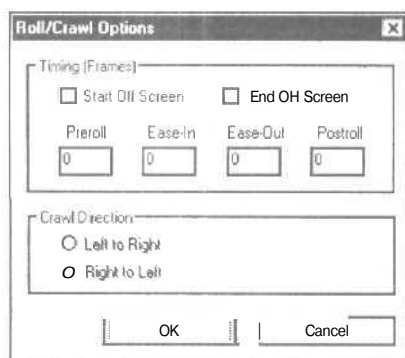 Roll/Crawl Options
Timing (Frames)
Start Off Screen End OH Screen
Preroll Ease-In Ease-Out Postroll
0 0 0 0
Crawl Direction
Left to Right
Right to Left
OK Cancel